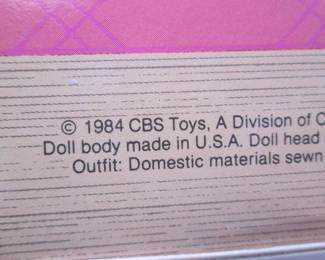 © 1984 CBS Toys, A Division of C
Doll body made in U.S.A. Doll head
Outfit: Domestic materials sewn